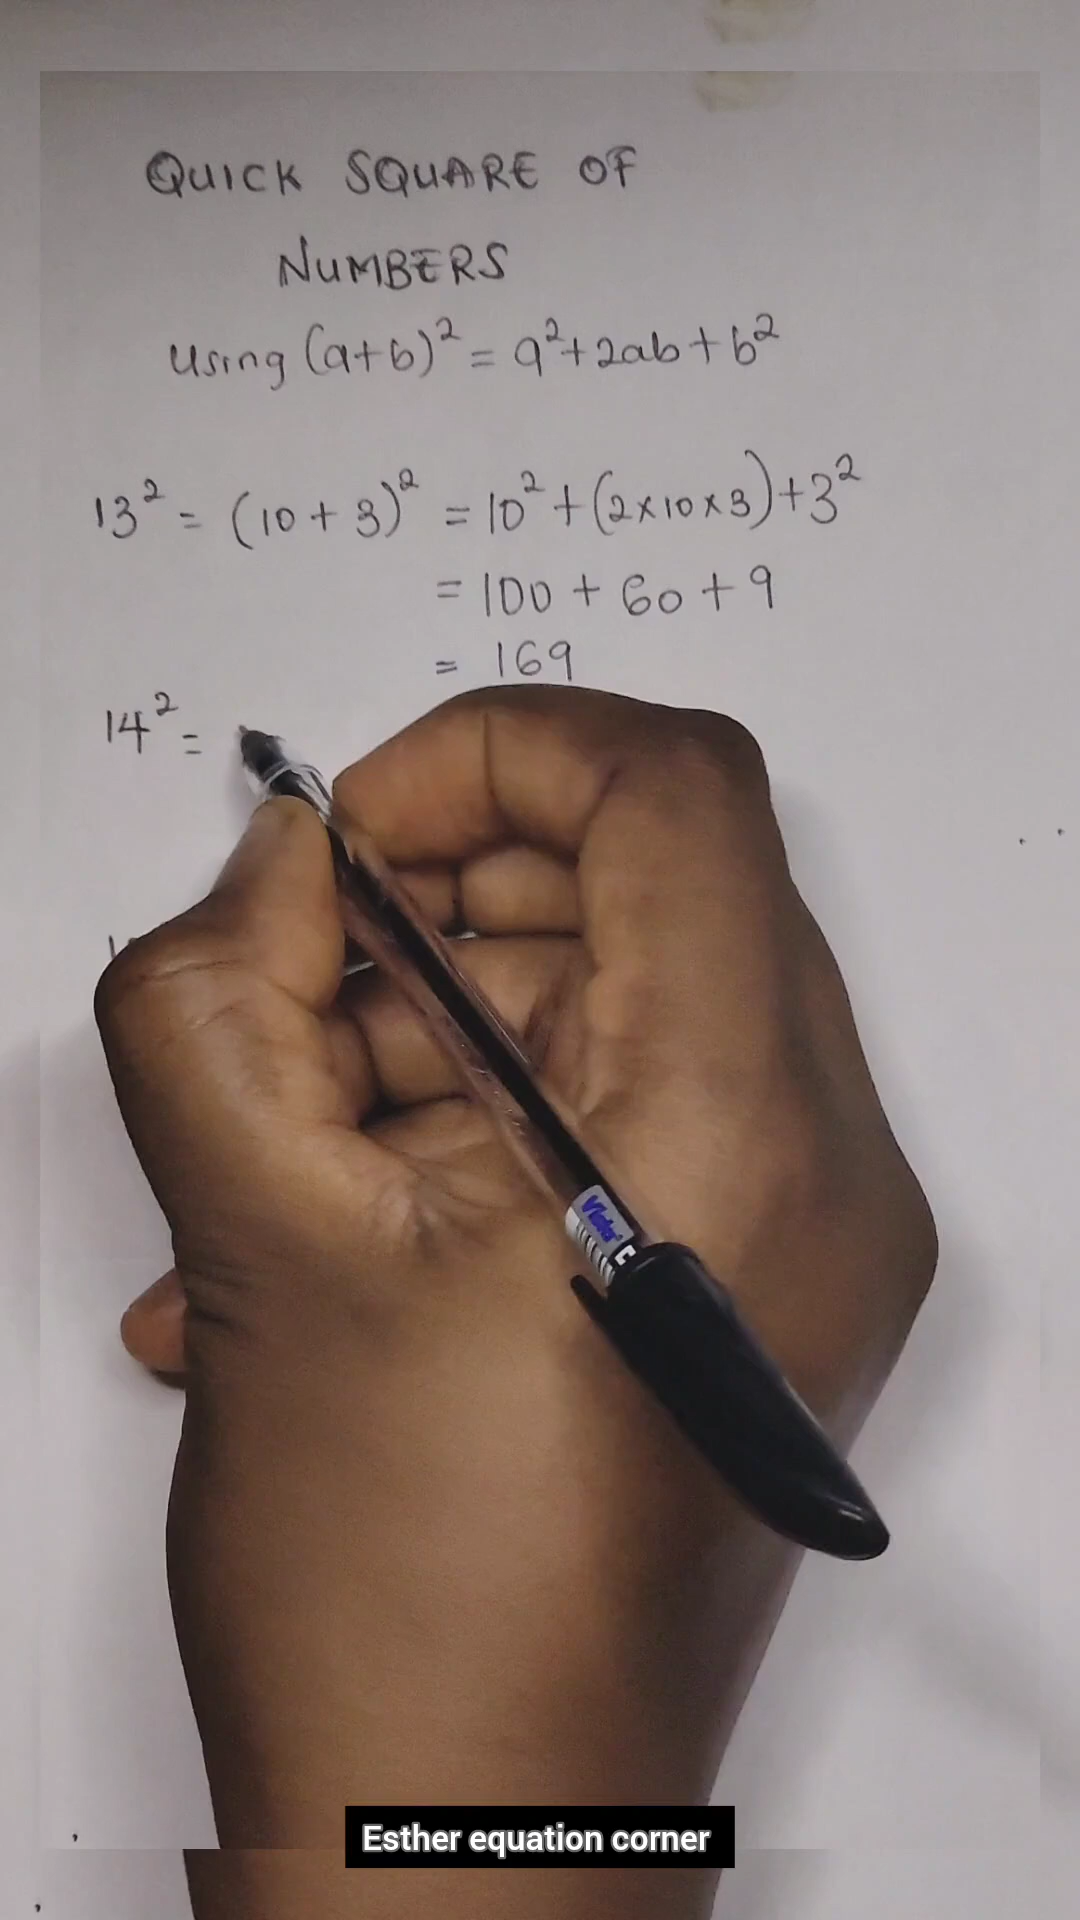 QUICK SQUARE OF
NUMBERS
Using (a+b)² = a²+2ab+b²
13² = (10+3)² = 10²+(2×10×3)+3²
= 100+60+9
= 169
14² =
Esther equation corner